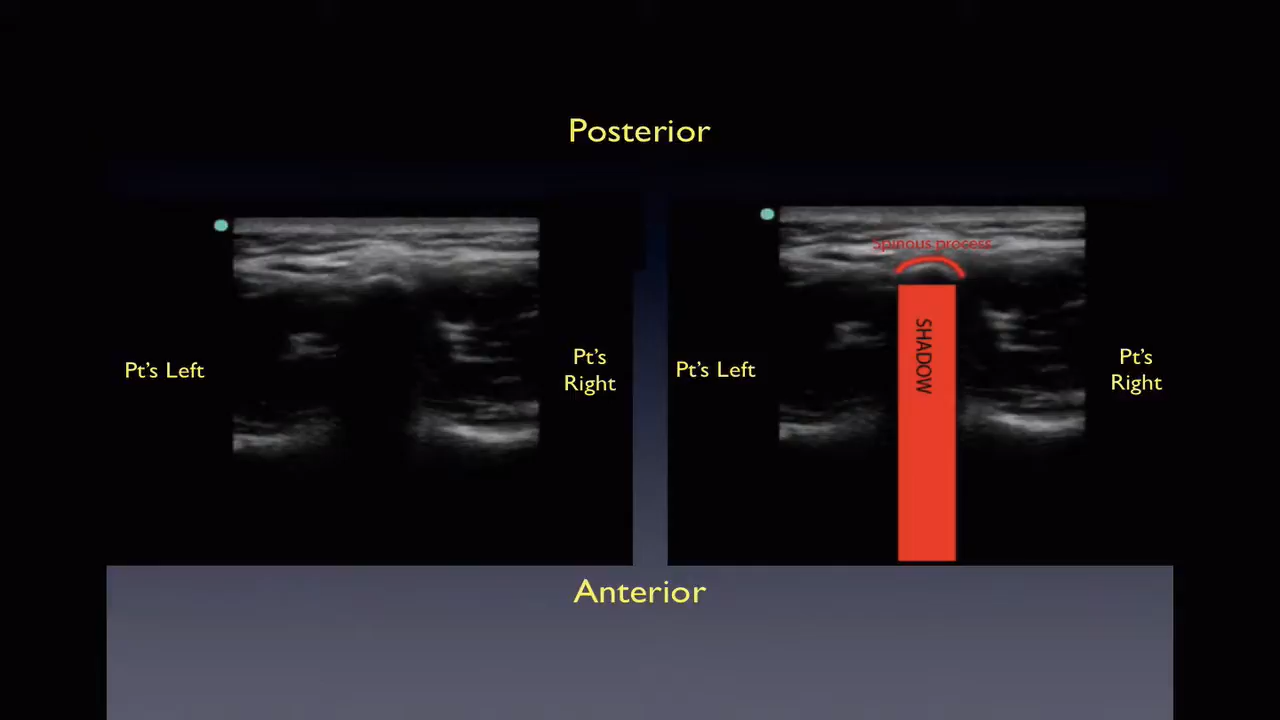 Posterior
Spinous process
SHADOW
Pt's Left
Pt's
Right
Pt's Left
Pt's
Right
Anterior